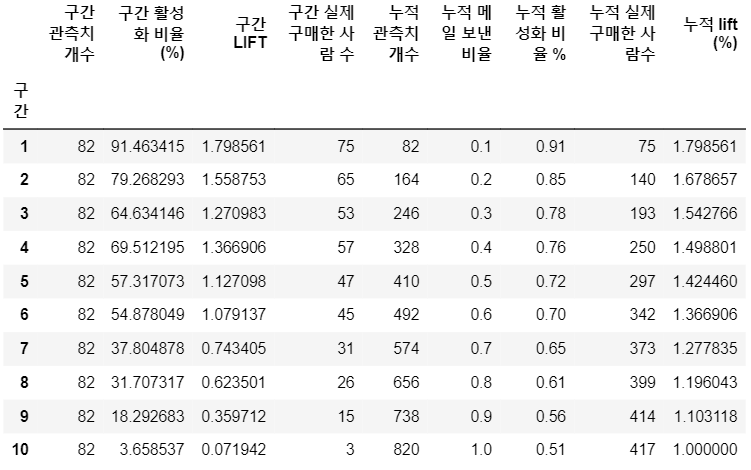 구간 관측치 개수 구간 활성화 비율 (%) 구간 LIFT 구간 실제 구매한 사람 수 누적 관측치 개수 누적 메일 보낸 비율 누적 활성화 비율 % 누적 실제 구매한 사람수 누적 lift (%)
구간
1 82 91.463415 1.798561 75 82 0.1 0.91 75 1.798561
2 82 79.268293 1.558753 65 164 0.2 0.85 140 1.678657
3 82 64.634146 1.270983 53 246 0.3 0.78 193 1.542766
4 82 69.512195 1.366906 57 328 0.4 0.76 250 1.498801
5 82 57.317073 1.127098 47 410 0.5 0.72 297 1.424460
6 82 54.878049 1.079137 45 492 0.6 0.70 342 1.366906
7 82 37.804878 0.743405 31 574 0.7 0.65 373 1.277835
8 82 31.707317 0.623501 26 656 0.8 0.61 399 1.196043
9 82 18.292683 0.359712 15 738 0.9 0.56 414 1.103118
10 82 3.658537 0.071942 3 820 1.0 0.51 417 1.000000